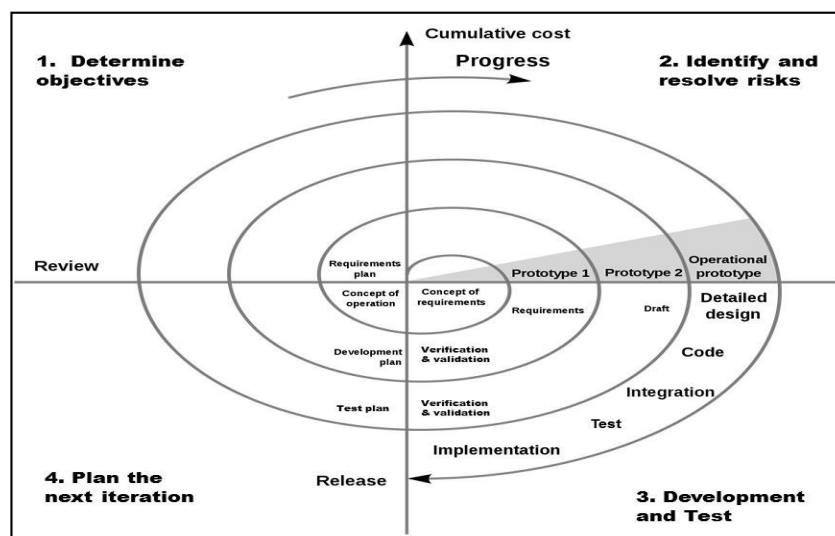 Cumulative cost
1. Determine
objectives
Progress
2. Identify and
resolve risks
Review
Requirements
plan
Prototype 1
Prototype 2
Operational
prototype
Concept of
operation
Concept of
requirements
Requirements
Draft
Detailed
design
Development
plan
Verification
& validation
Code
Integration
Test plan
Verification
& validation
Test
Implementation
4. Plan the
next iteration
Release
3. Development
and Test